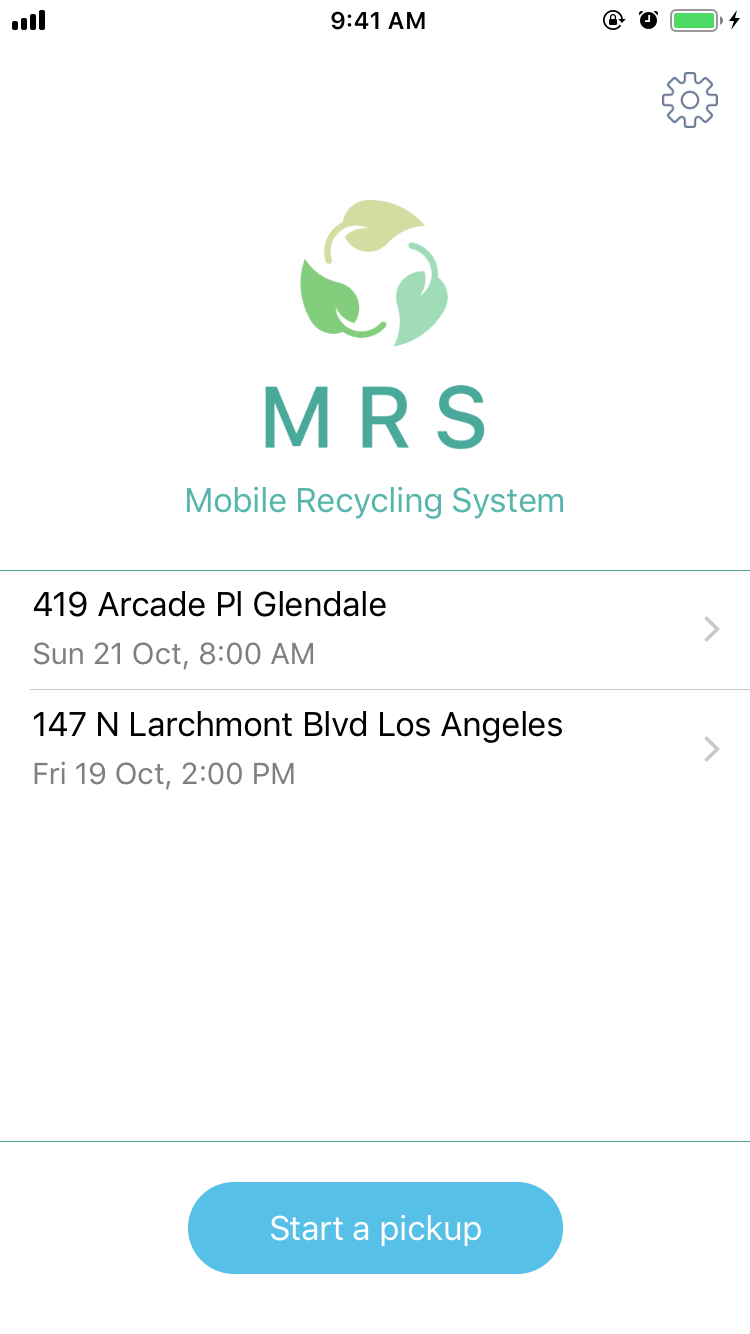 9:41 AM
M R S
Mobile Recycling System
419 Arcade Pl Glendale
Sun 21 Oct, 8:00 AM
147 N Larchmont Blvd Los Angeles
Fri 19 Oct, 2:00 PM
Start a pickup